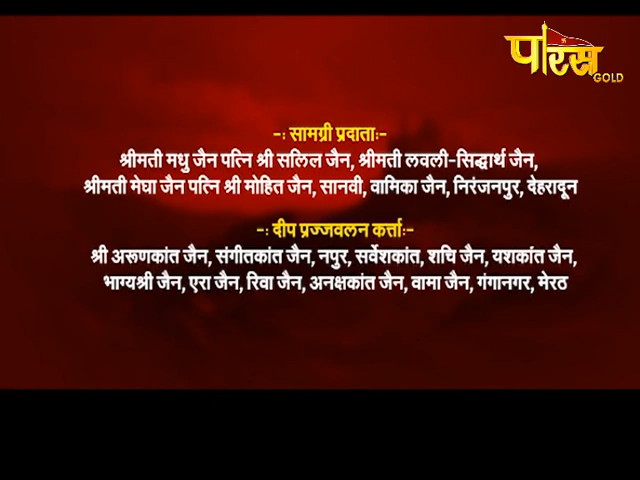 पारस
GOLD
-: सामग्री प्रदाता:-
श्रीमती मधु जैन पत्नि श्री सलिल जैन, श्रीमती लवली-सिद्धार्थ जैन,
श्रीमती मेघा जैन पत्नि श्री मोहित जैन, सानवी, वामिका जैन, निरंजनपुर, देहरादून
-: दीप प्रज्जवलन कर्त्ता:-
श्री अरूणकांत जैन, संगीतकांत जैन, नपुर, सर्वेशकांत, शचि जैन, यशकांत जैन,
भाग्यश्री जैन, एरा जैन, रिवा जैन, अनक्षकांत जैन, वामा जैन, गंगानगर, मेरठ